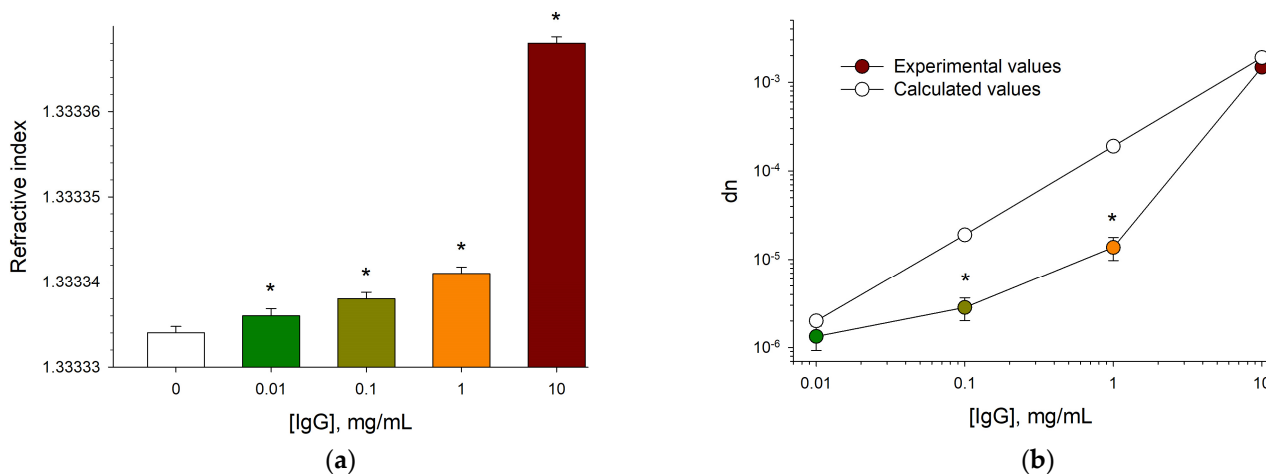 Refractive index
1.33336
1.33335
1.33334
1.33333
*
*
*
*
0
0.01
0.1
1
10
[IgG], mg/mL
(a)
dn
10-3
10-4
10-5
10-6
Experimental values
Calculated values
*
*
0.01
0.1
1
10
[IgG], mg/mL
(b)